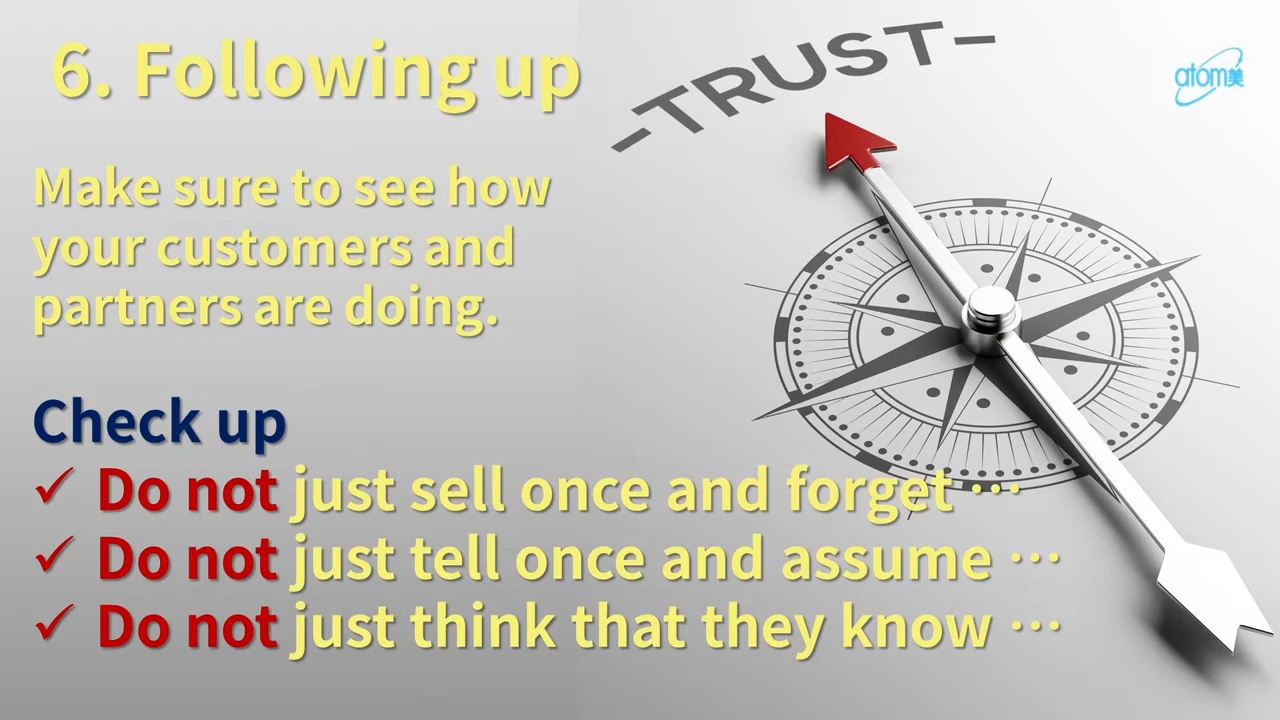 6. Following up
-TRUST-
atom美
Make sure to see how
your customers and
partners are doing.
Check up
✓ Do not just sell once and forget ⋯
✓ Do not just tell once and assume ⋯
✓ Do not just think that they know ⋯